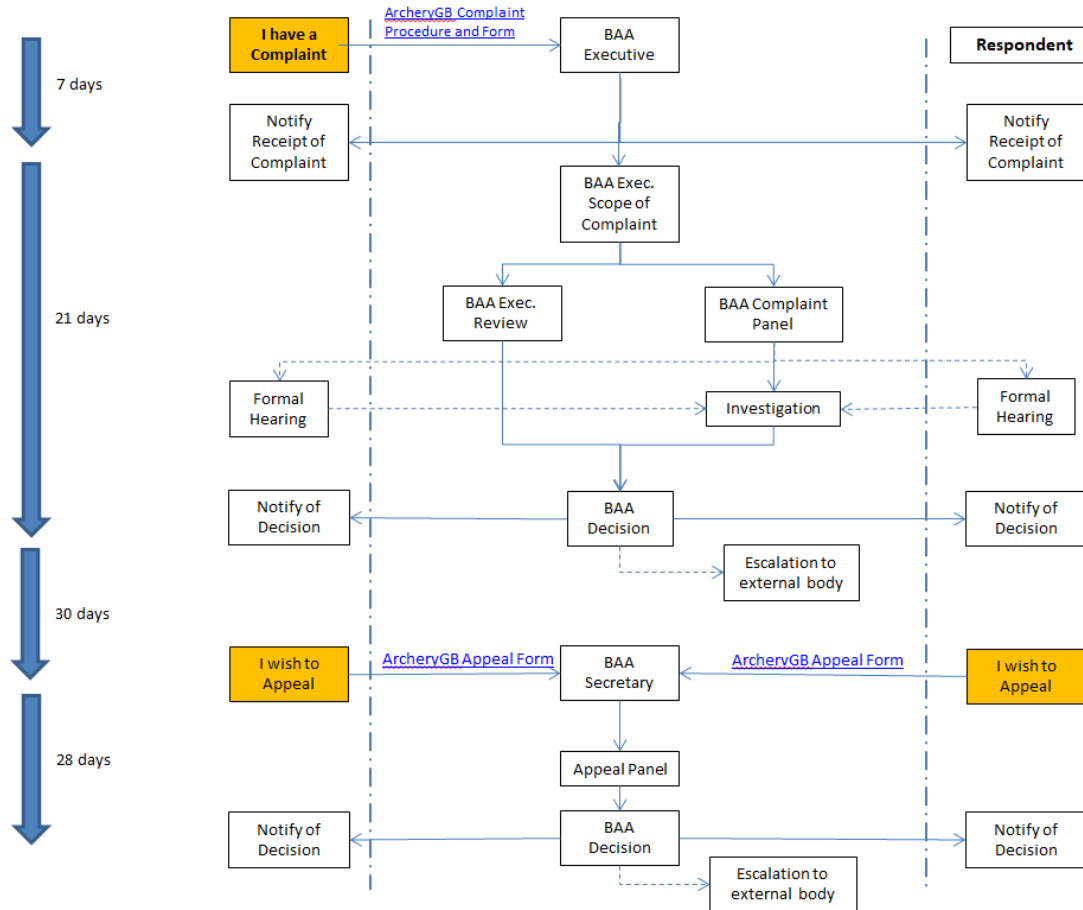 I have a
Complaint
ArcheryGB Complaint
Procedure and Form
BAA
Executive
Respondent
7 days
Notify
Receipt of
Complaint
Notify
Receipt of
Complaint
BAA Exec.
Scope of
Complaint
21 days
BAA Exec.
Review
BAA Complaint
Panel
Formal
Hearing
Investigation
Formal
Hearing
Notify of
Decision
BAA
Decision
Notify of
Decision
Escalation to
external body
30 days
I wish to
Appeal
ArcheryGB Appeal Form
BAA
Secretary
ArcheryGB Appeal Form
I wish to
Appeal
28 days
Appeal Panel
Notify of
Decision
BAA
Decision
Notify of
Decision
Escalation to
external body